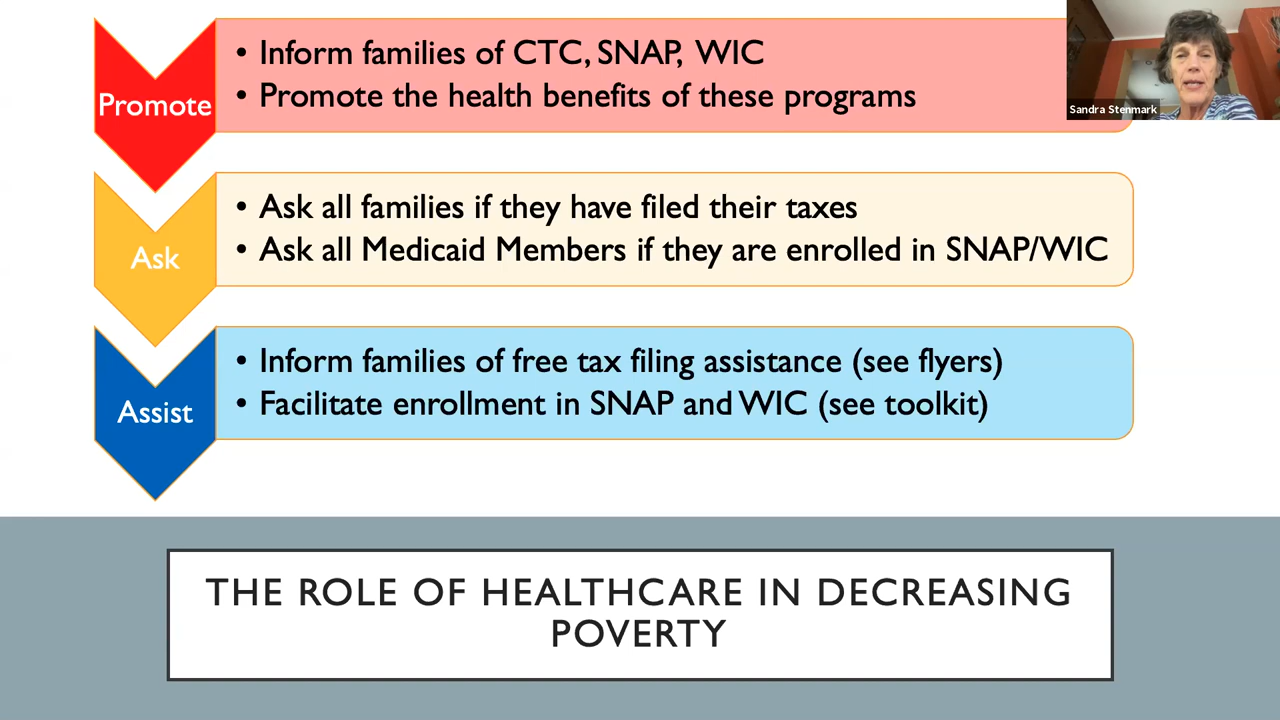 Promote
• Inform families of CTC, SNAP, WIC
• Promote the health benefits of these programs
Sandra Stenmark
Ask
• Ask all families if they have filed their taxes
• Ask all Medicaid Members if they are enrolled in SNAP/WIC
Assist
• Inform families of free tax filing assistance (see flyers)
• Facilitate enrollment in SNAP and WIC (see toolkit)
THE ROLE OF HEALTHCARE IN DECREASING
POVERTY